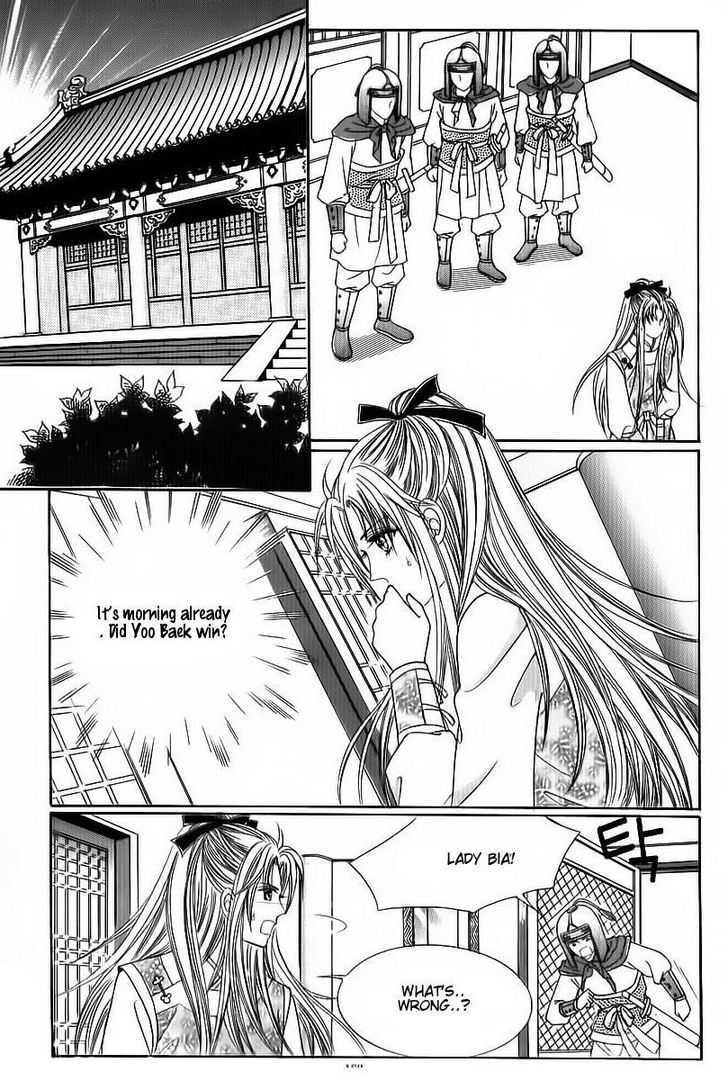 It's morning already
. Did Yoo Baek win?
LADY BIA!
탁
WHAT'S..
WRONG..?